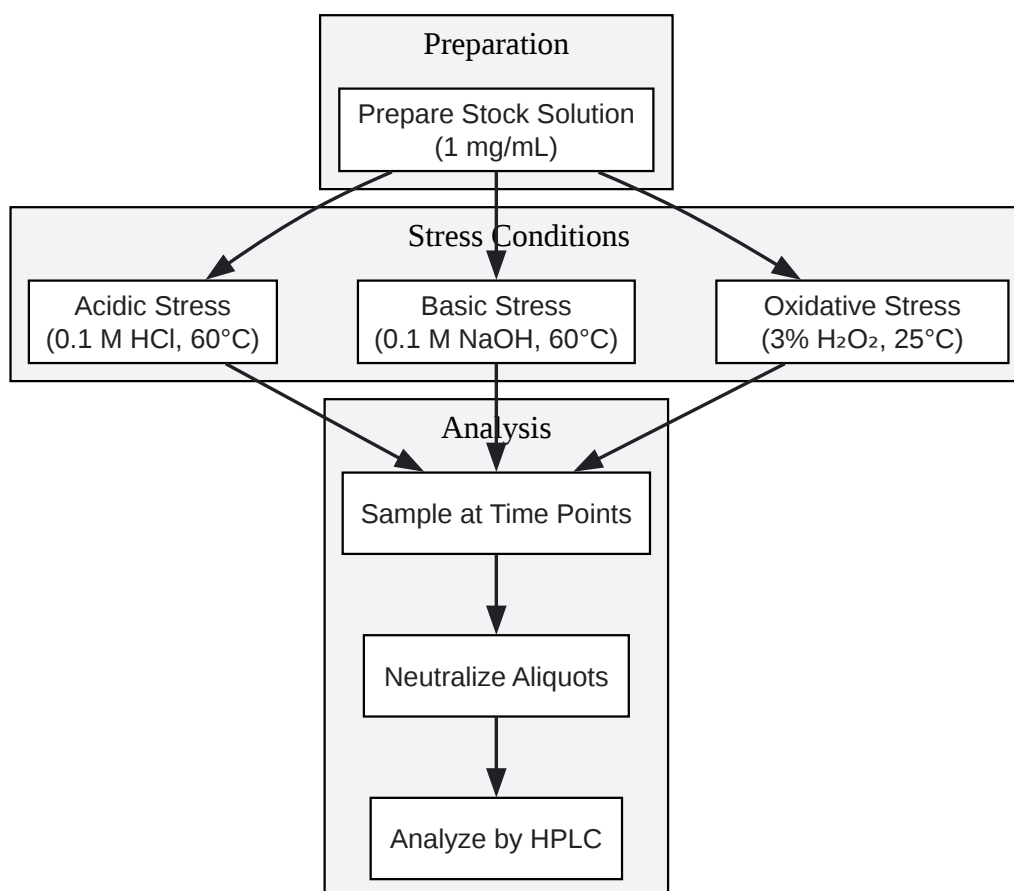 Preparation
Prepare Stock Solution
(1 mg/mL)
Stress Conditions
Acidic Stress
(0.1 M HCl, 60°C)
Basic Stress
(0.1 M NaOH, 60°C)
Oxidative Stress
(3% H₂O₂, 25°C)
Analysis
Sample at Time Points
Neutralize Aliquots
Analyze by HPLC